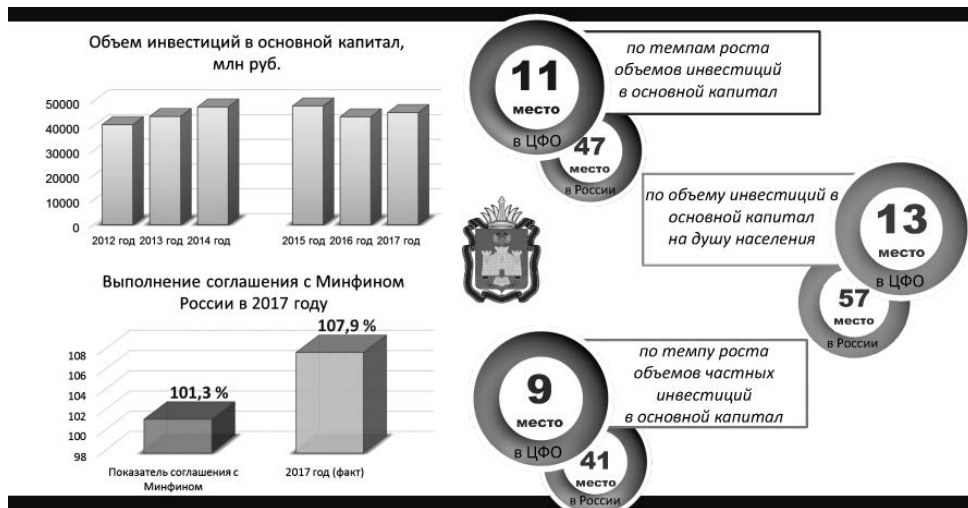 Объем инвестиций в основной капитал,
млн руб.
50000
40000
30000
20000
10000
0
2012 год 2013 год 2014 год 2015 год 2016 год 2017 год
Выполнение соглашения с Минфином
России в 2017 году
107,9 %
101,3 %
108
106
104
102
100
98
Показатель соглашения с
Минфином
2017 год (факт)
11
место
в ЦФО
47
место
в России
по темпам роста
объемов инвестиций
в основной капитал
по объему инвестиций в
основной капитал
на душу населения
13
место
в ЦФО
57
место
в России
9
место
в ЦФО
41
место
в России
по темпу роста
объемов частных
инвестиций
в основной капитал